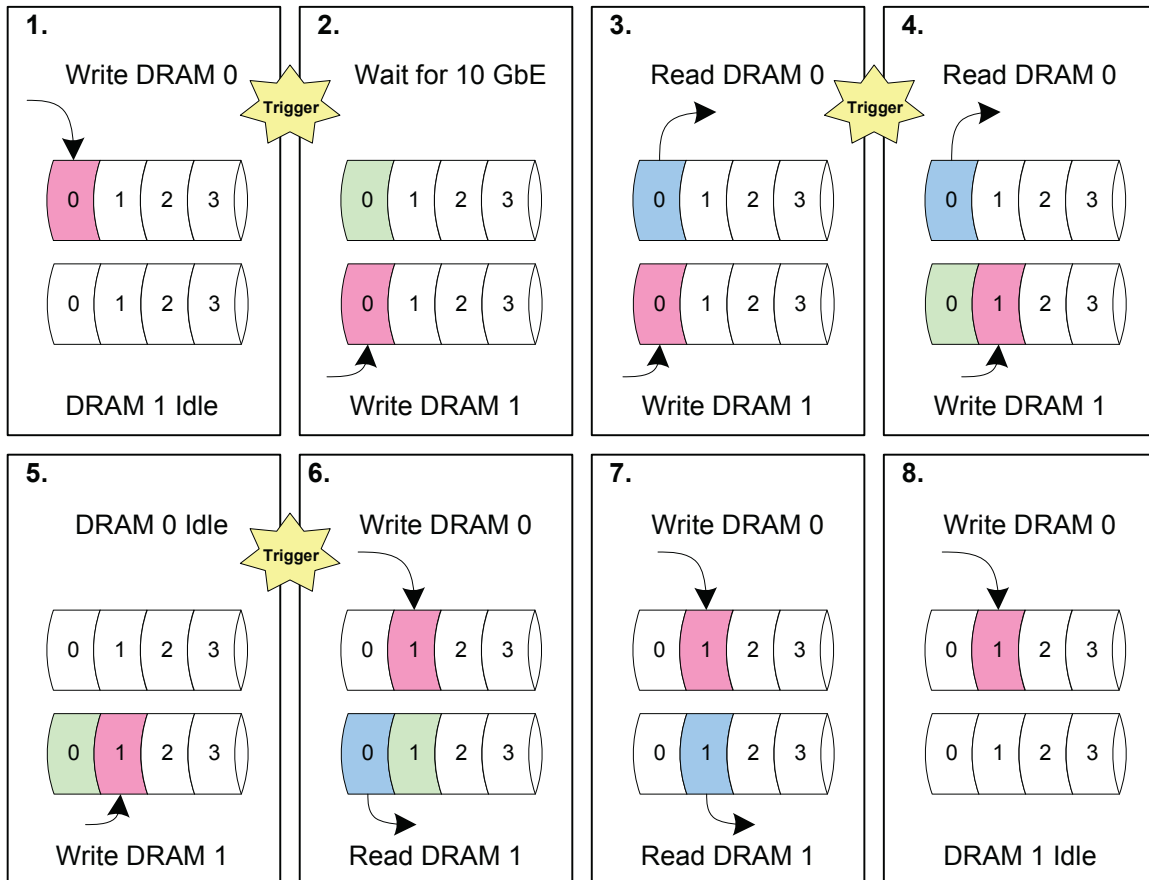 1.
Write DRAM 0
0 1 2 3
0 1 2 3
DRAM 1 Idle
Trigger
2.
Wait for 10 GbE
0 1 2 3
0 1 2 3
Write DRAM 1
3.
Read DRAM 0
0 1 2 3
0 1 2 3
Write DRAM 1
Trigger
4.
Read DRAM 0
0 1 2 3
0 1 2 3
Write DRAM 1
5.
DRAM 0 Idle
0 1 2 3
0 1 2 3
Write DRAM 1
Trigger
6.
Write DRAM 0
0 1 2 3
0 1 2 3
Read DRAM 1
7.
Write DRAM 0
0 1 2 3
0 1 2 3
Read DRAM 1
8.
Write DRAM 0
0 1 2 3
0 1 2 3
DRAM 1 Idle